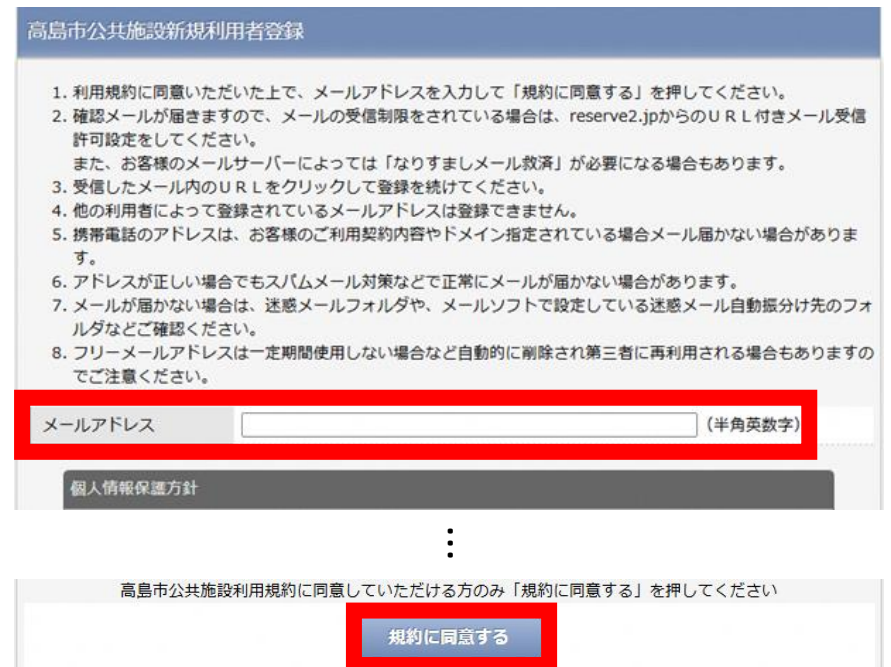 高島市公共施設新規利用者登録
1. 利用規約に同意いただいた上で、メールアドレスを入力して「規約に同意する」を押してください。
2. 確認メールが届きますので、メールの受信制限をされている場合は、reserve2.jpからのＵＲＬ付きメール受信
許可設定をしてください。
また、お客様のメールサーバーによっては「なりすましメール救済」が必要になる場合もあります。
3. 受信したメール内のＵＲＬをクリックして登録を続けてください。
4. 他の利用者によって登録されているメールアドレスは登録できません。
5. 携帯電話のアドレスは、お客様のご利用契約内容やドメイン指定されている場合メール届かない場合がありま
す。
6. アドレスが正しい場合でもスパムメール対策などで正常にメールが届かない場合があります。
7. メールが届かない場合は、迷惑メールフォルダや、メールソフトで設定している迷惑メール自動振分け先のフォ
ルダなどご確認ください。
8. フリーメールアドレスは一定期間使用しない場合など自動的に削除され第三者に再利用される場合もありますの
でご注意ください。
メールアドレス (半角英数字)
個人情報保護方針
⋮
高島市公共施設利用規約に同意していただける方のみ「規約に同意する」を押してください
規約に同意する